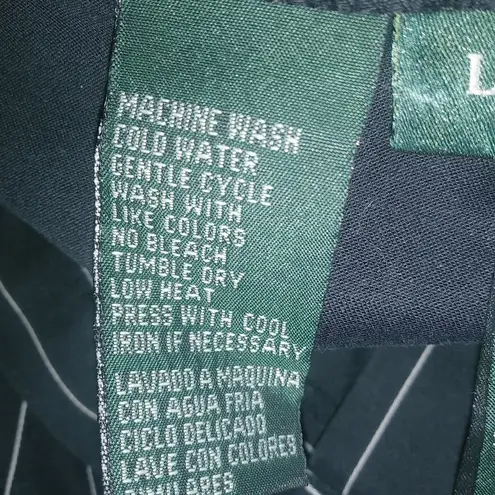 MACHINE WASH
COLD WATER
GENTLE CYCLE
WASH WITH
LIKE COLORS
NO BLEACH
TUMBLE DRY
LOW HEAT
PRESS WITH COOL
IRON IF NECESSARY
LAVADO A MAQUINA
CON AGUA FRIA
CICLO DELICADO
LAVE CON COLORES
SIMILARES
L